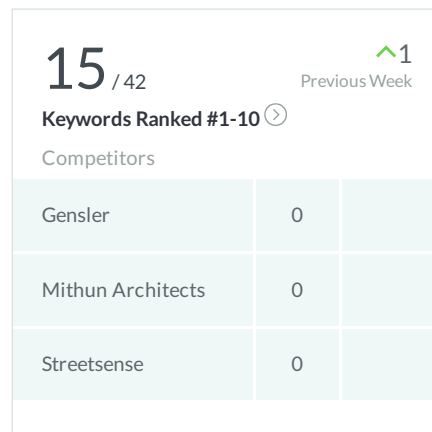 15 / 42
1
Previous Week
Keywords Ranked #1-10
Competitors
Gensler 0
Mithun Architects 0
Streetsense 0